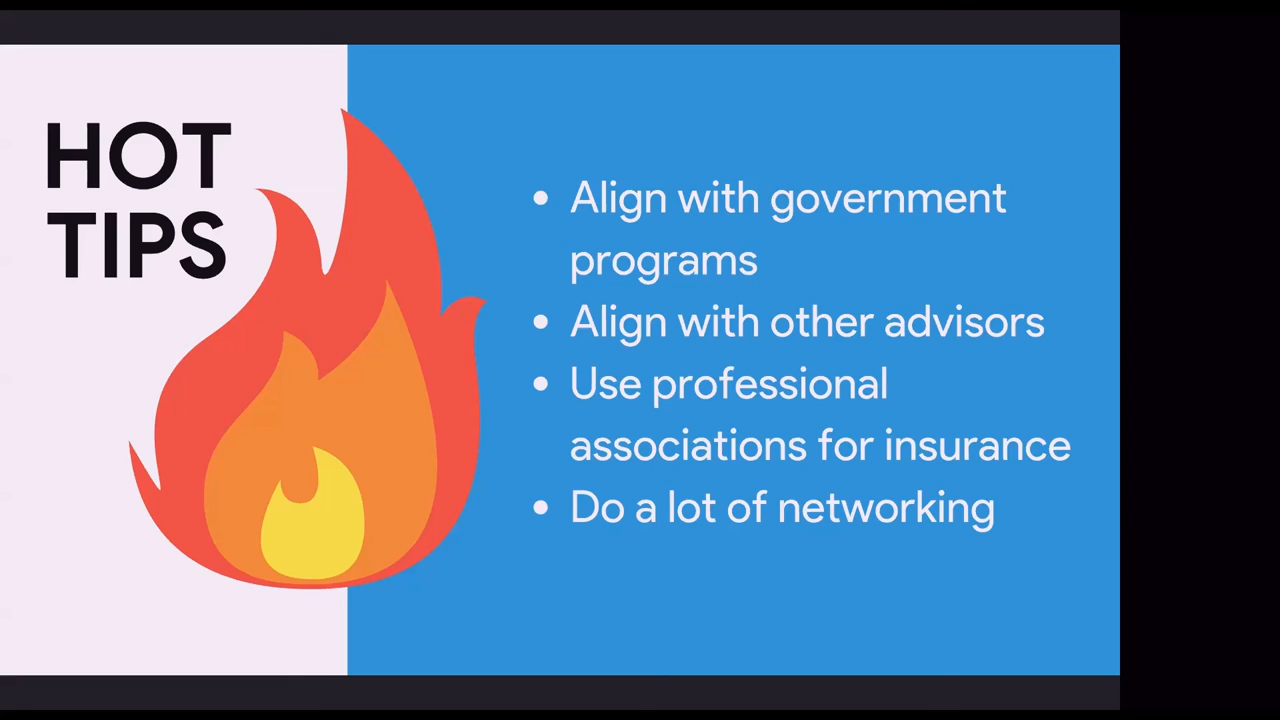 HOT
TIPS
• Align with government
programs
• Align with other advisors
• Use professional
associations for insurance
• Do a lot of networking